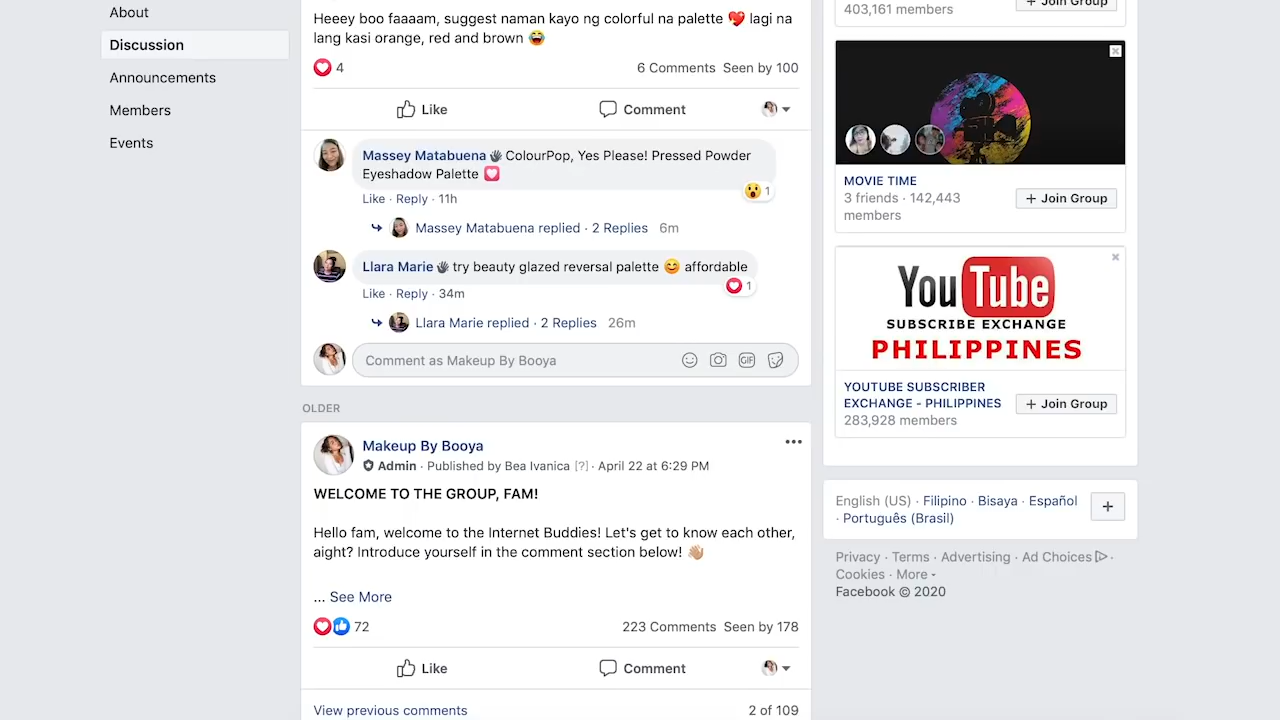 About
Discussion
Announcements
Members
Events
Heeey boo faaaam, suggest naman kayo ng colorful na palette 💖 lagi na
lang kasi orange, red and brown 😂
4
6 Comments Seen by 100
Like
Comment
Massey Matabuena 👋 ColourPop, Yes Please! Pressed Powder
Eyeshadow Palette 💟
😮 1
Like · Reply · 11h
Massey Matabuena replied · 2 Replies 6m
Llara Marie 👋 try beauty glazed reversal palette 😊 affordable
1
Like · Reply · 34m
Llara Marie replied · 2 Replies 26m
Comment as Makeup By Booya
GIF
OLDER
Makeup By Booya
Admin · Published by Bea Ivanica [?] · April 22 at 6:29 PM
WELCOME TO THE GROUP, FAM!
Hello fam, welcome to the Internet Buddies! Let's get to know each other,
aight? Introduce yourself in the comment section below! 👋🏼
... See More
72
223 Comments Seen by 178
Like
Comment
View previous comments
2 of 109
403,161 members
+ Join Group
MOVIE TIME
3 friends · 142,443
members
+ Join Group
YouTube
SUBSCRIBE EXCHANGE
PHILIPPINES
YOUTUBE SUBSCRIBER
EXCHANGE - PHILIPPINES
283,928 members
+ Join Group
English (US) · Filipino · Bisaya · Español
· Português (Brasil)
+
Privacy · Terms · Advertising · Ad Choices ·
Cookies · More
Facebook © 2020